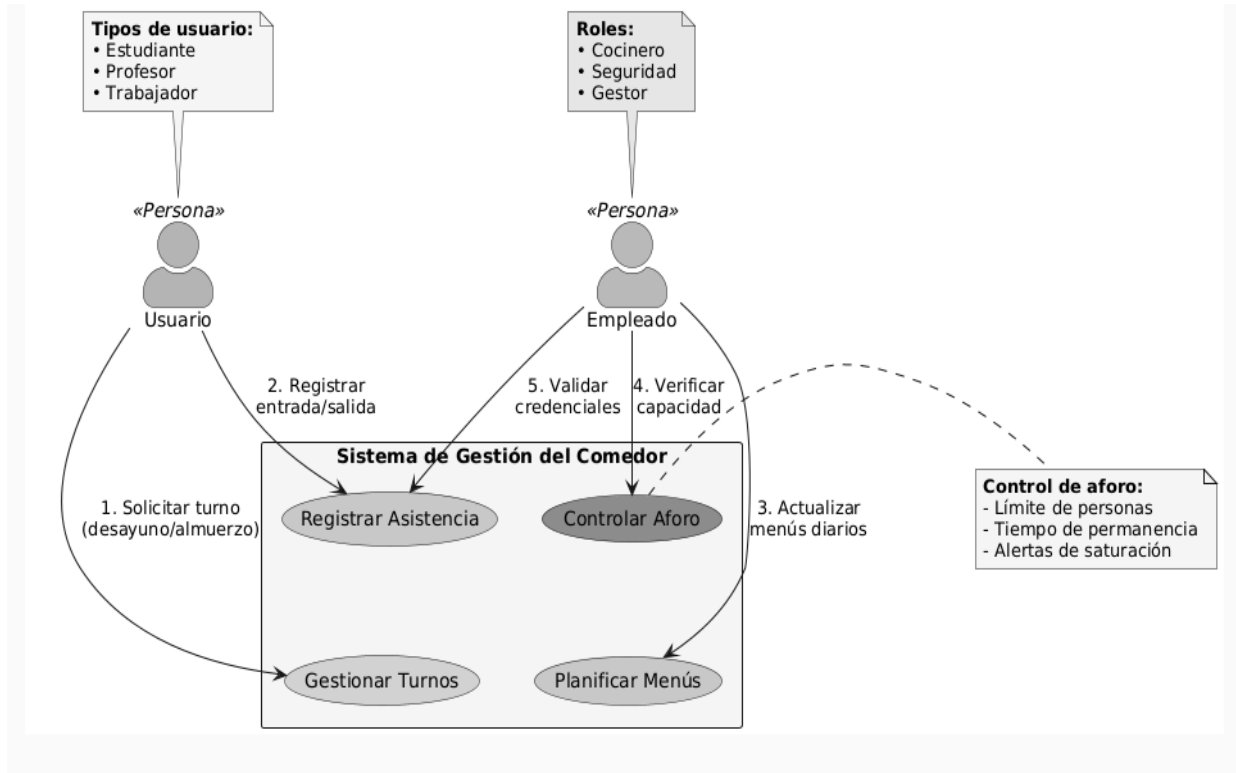 Tipos de usuario:
• Estudiante
• Profesor
• Trabajador
Roles:
• Cocinero
• Seguridad
• Gestor
«Persona»
Usuario
«Persona»
Empleado
2. Registrar
entrada/salida
5. Validar
credenciales
4. Verificar
capacidad
1. Solicitar turno
(desayuno/almuerzo)
3. Actualizar
menús diarios
Sistema de Gestión del Comedor
Registrar Asistencia
Controlar Aforo
Gestionar Turnos
Planificar Menús
Control de aforo:
- Límite de personas
- Tiempo de permanencia
- Alertas de saturación